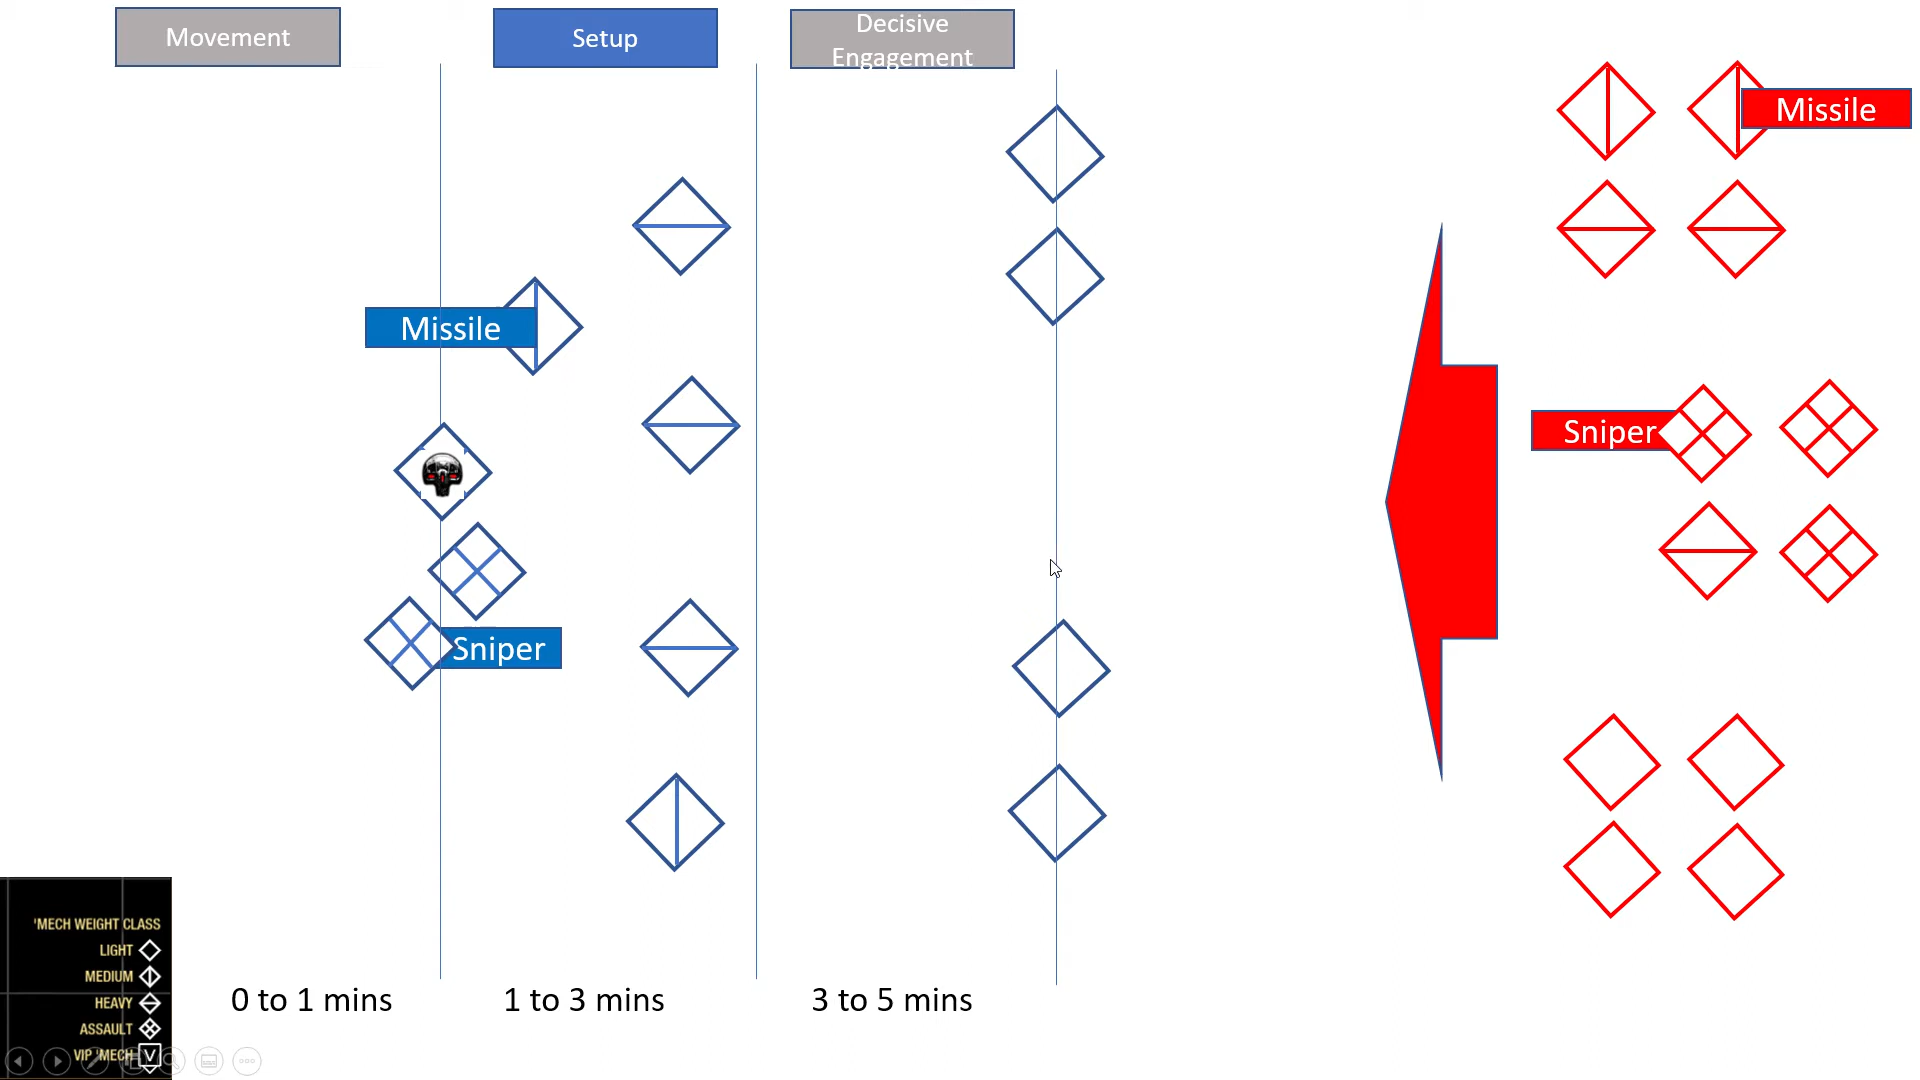 Movement
Setup
Decisive
Engagement
Missile
Missile
Sniper
Sniper
'MECH WEIGHT CLASS
LIGHT
MEDIUM
HEAVY
ASSAULT
VIP 'MECH V
0 to 1 mins
1 to 3 mins
3 to 5 mins